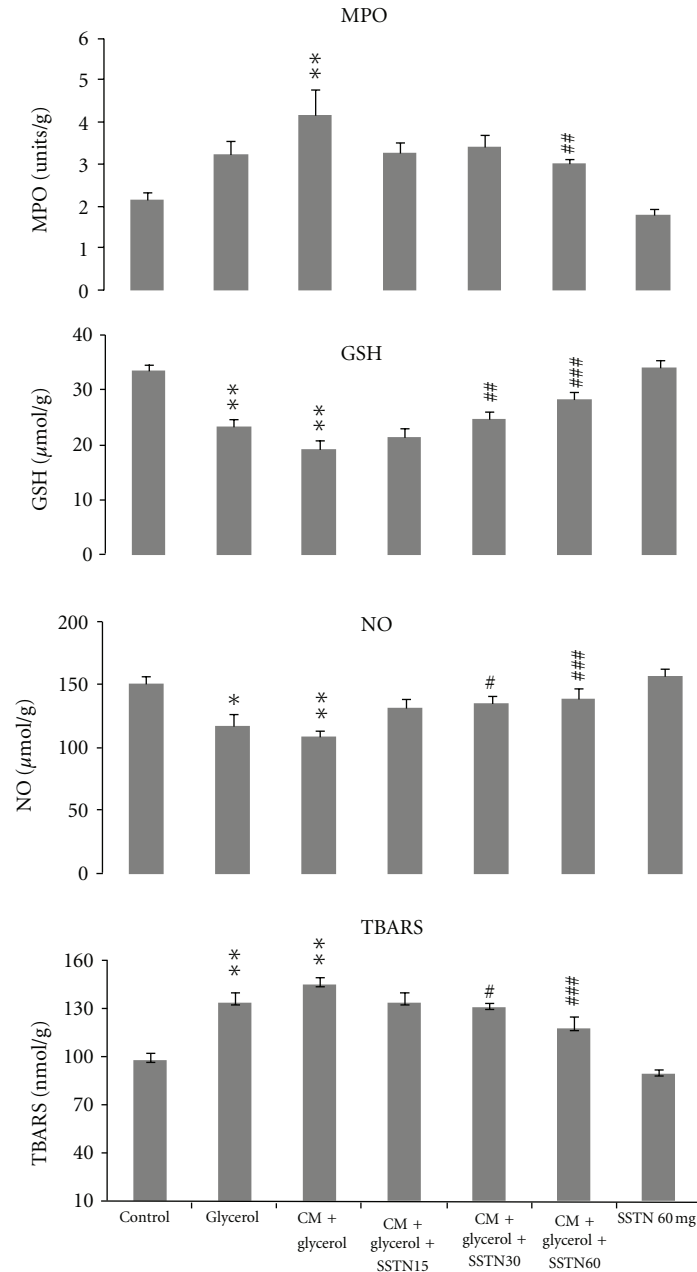 MPO
MPO (units/g)
6
5
4
3
2
1
0
**
##
GSH
GSH (μmol/g)
40
30
20
10
0
**
**
##
###
NO
NO (μmol/g)
200
150
100
50
0
*
**
#
###
TBARS
TBARS (nmol/g)
160
130
100
70
40
10
**
**
#
###
Control
Glycerol
CM +
glycerol
CM +
glycerol +
SSTN15
CM +
glycerol +
SSTN30
CM +
glycerol +
SSTN60
SSTN 60 mg